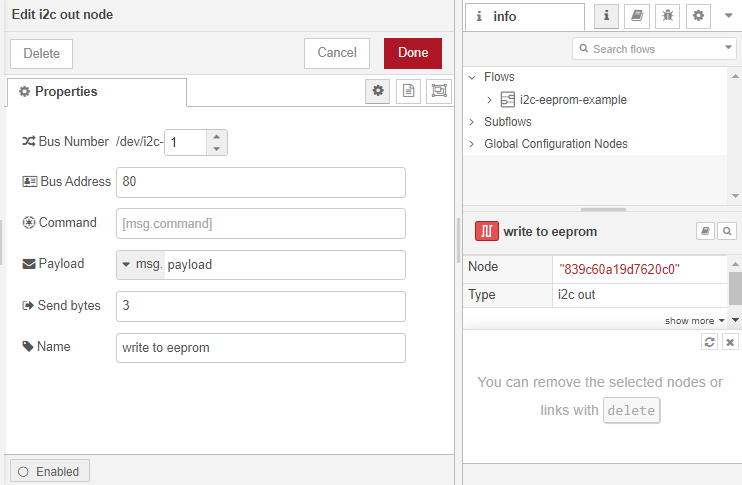 Edit i2c out node
Delete
Cancel
Done
Properties
Bus Number /dev/i2c- 1
Bus Address 80
Command [msg.command]
Payload msg. payload
Send bytes 3
Name write to eeprom
Enabled
i info
i
Search flows
Flows
i2c-eeprom-example
Subflows
Global Configuration Nodes
write to eeprom
Node "839c60a19d7620c0"
Type i2c out
show more
You can remove the selected nodes or
links with delete